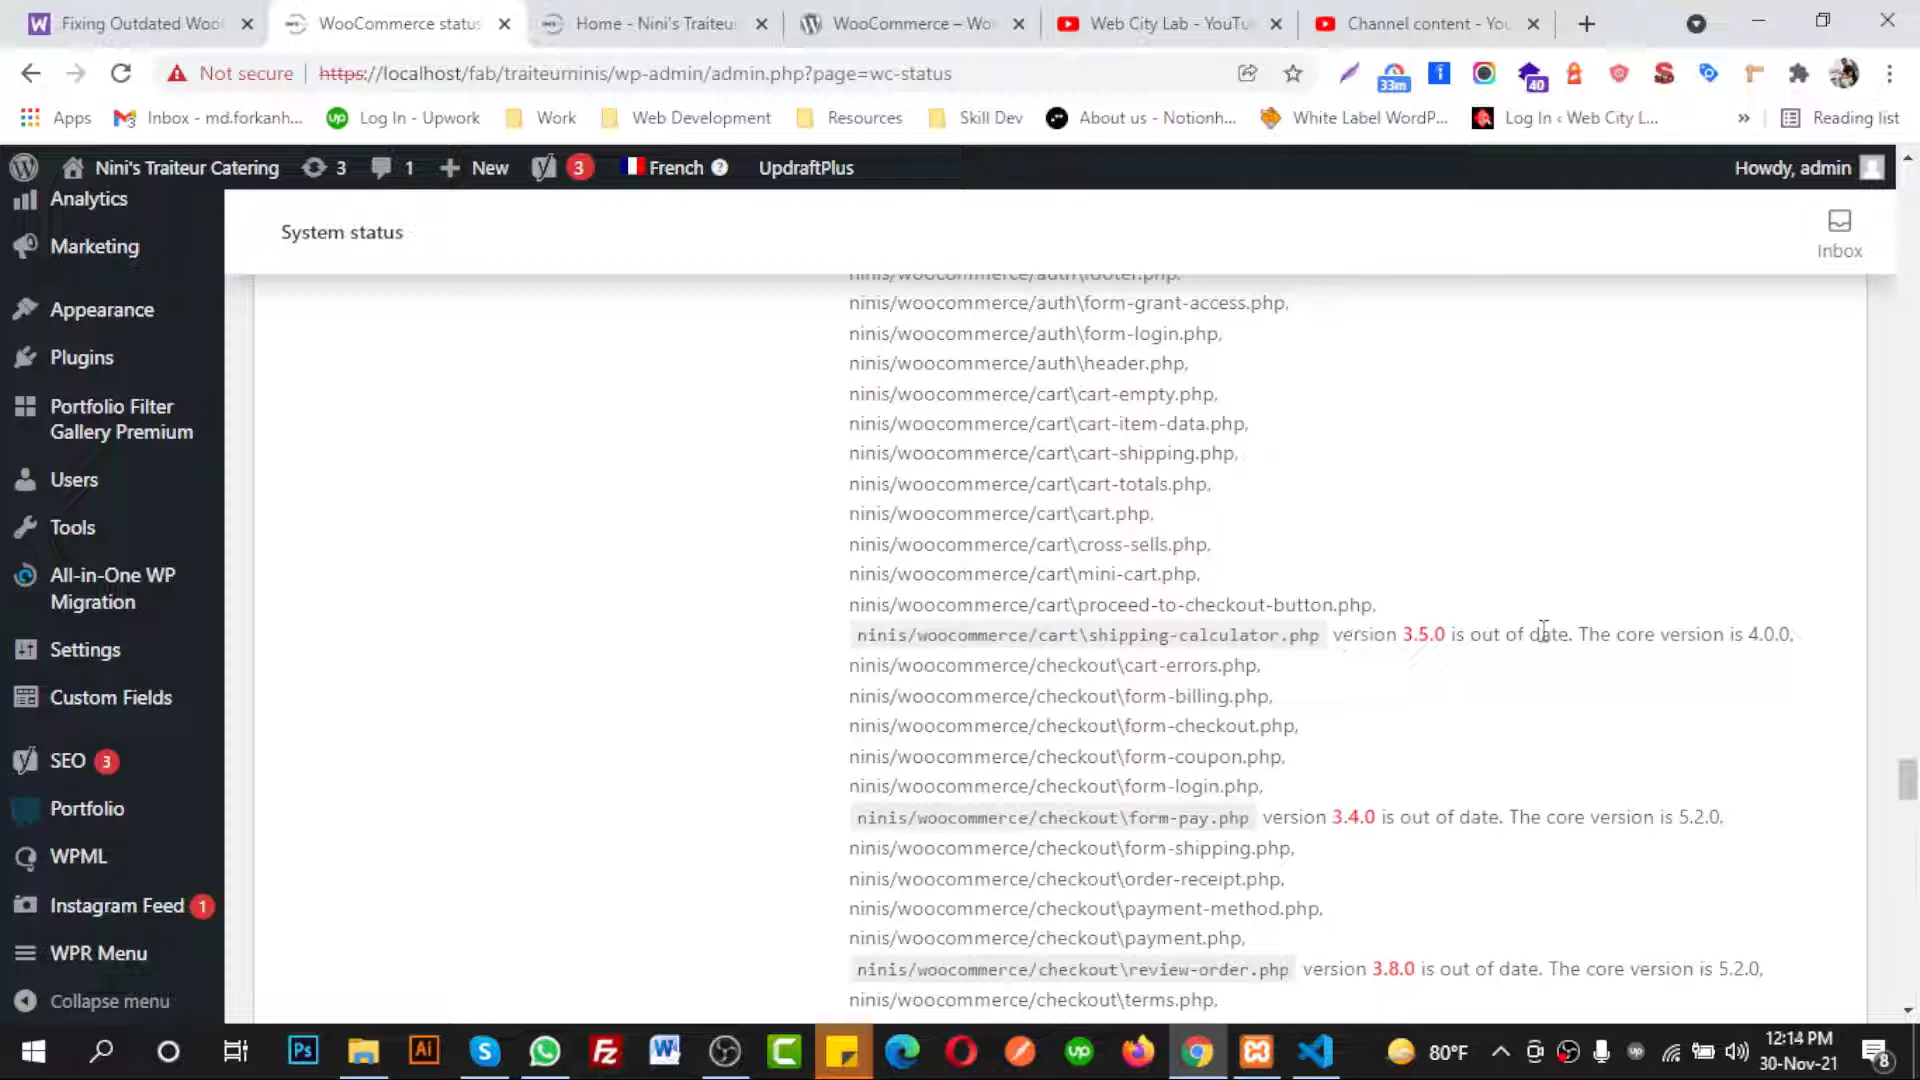 Fixing Outdated Woo
WooCommerce status
Home - Nini's Traiteu
WooCommerce – Wo
Web City Lab - YouTu
Channel content - You
Not secure
https://localhost/fab/traiteurninis/wp-admin/admin.php?page=wc-status
33m
40
Apps
Inbox - md.forkanh...
Log In - Upwork
Work
Web Development
Resources
Skill Dev
About us - Notionh...
White Label WordP...
Log In ‹ Web City L...
»
Reading list
Nini's Traiteur Catering
3
1
New
3
French
UpdraftPlus
Howdy, admin
Analytics
Marketing
Appearance
Plugins
Portfolio Filter
Gallery Premium
Users
Tools
All-in-One WP
Migration
Settings
Custom Fields
SEO 3
Portfolio
WPML
Instagram Feed 1
WPR Menu
Collapse menu
System status
Inbox
ninis/woocommerce/auth\footer.php,
ninis/woocommerce/auth\form-grant-access.php,
ninis/woocommerce/auth\form-login.php,
ninis/woocommerce/auth\header.php,
ninis/woocommerce/cart\cart-empty.php,
ninis/woocommerce/cart\cart-item-data.php,
ninis/woocommerce/cart\cart-shipping.php,
ninis/woocommerce/cart\cart-totals.php,
ninis/woocommerce/cart\cart.php,
ninis/woocommerce/cart\cross-sells.php,
ninis/woocommerce/cart\mini-cart.php,
ninis/woocommerce/cart\proceed-to-checkout-button.php,
ninis/woocommerce/cart\shipping-calculator.php version 3.5.0 is out of date. The core version is 4.0.0,
ninis/woocommerce/checkout\cart-errors.php,
ninis/woocommerce/checkout\form-billing.php,
ninis/woocommerce/checkout\form-checkout.php,
ninis/woocommerce/checkout\form-coupon.php,
ninis/woocommerce/checkout\form-login.php,
ninis/woocommerce/checkout\form-pay.php version 3.4.0 is out of date. The core version is 5.2.0,
ninis/woocommerce/checkout\form-shipping.php,
ninis/woocommerce/checkout\order-receipt.php,
ninis/woocommerce/checkout\payment-method.php,
ninis/woocommerce/checkout\payment.php,
ninis/woocommerce/checkout\review-order.php version 3.8.0 is out of date. The core version is 5.2.0,
ninis/woocommerce/checkout\terms.php,
80°F
12:14 PM
30-Nov-21
8